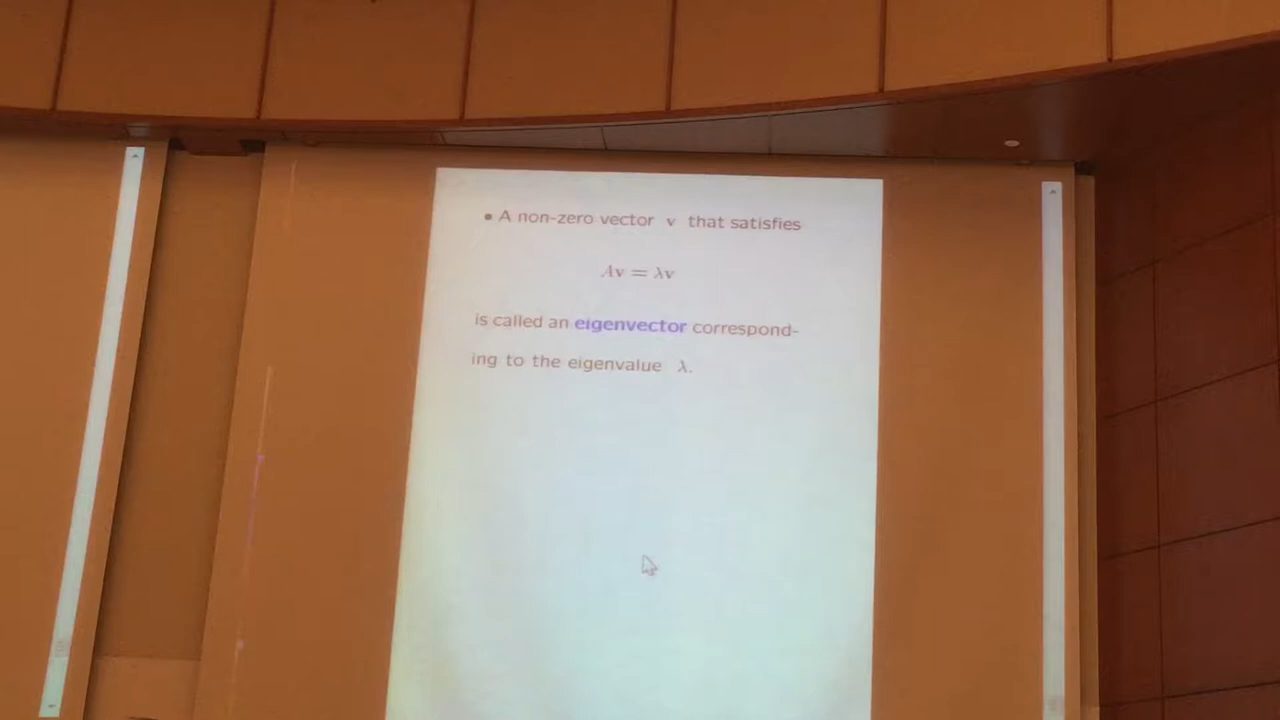 • A non-zero vector v that satisfies
Av = λv
is called an eigenvector correspond-
ing to the eigenvalue λ.